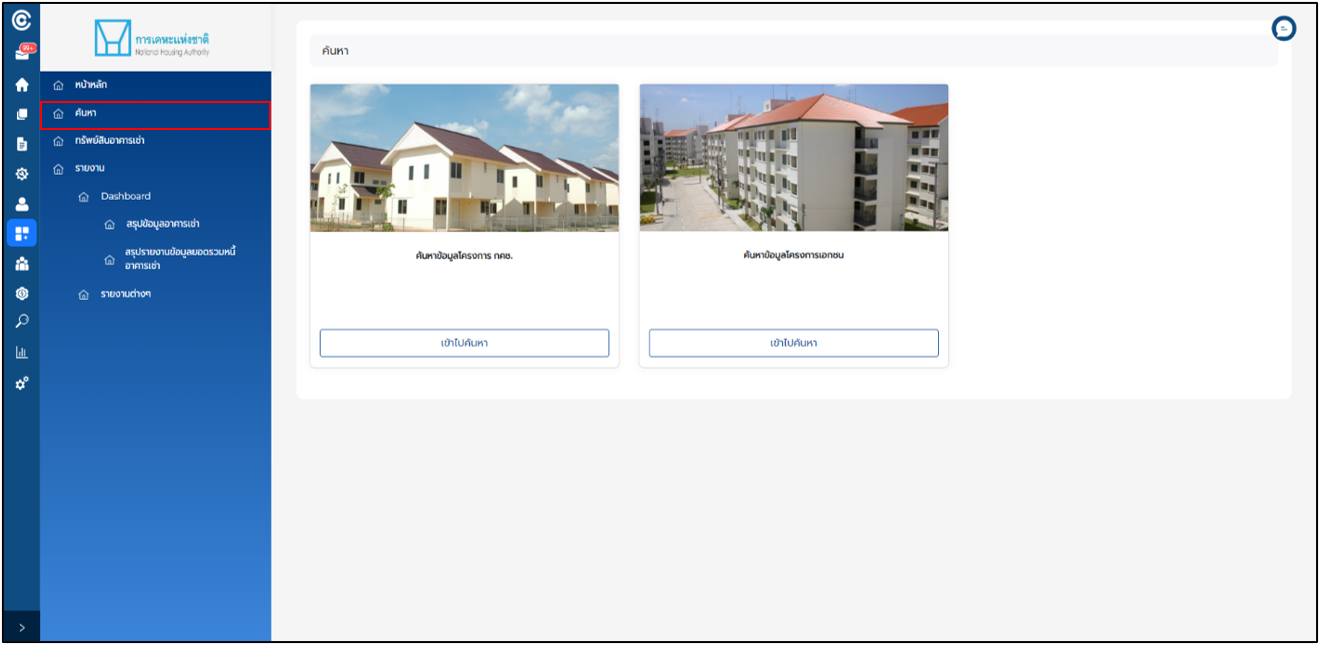 99+
การเคหะแห่งชาติ
National Housing Authority
หน้าหลัก
ค้นหา
ทรัพย์สินอาคารเช่า
รายงาน
Dashboard
สรุปข้อมูลอาคารเช่า
สรุปรายงานข้อมูลยอดรวมหนี้
อาคารเช่า
รายงานต่างๆ
ค้นหา
ค้นหาข้อมูลโครงการ กคช.
เข้าไปค้นหา
ค้นหาข้อมูลโครงการเอกชน
เข้าไปค้นหา